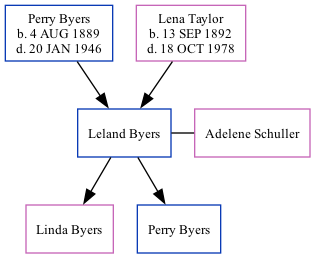 Perry Byers
b. 4 AUG 1889
d. 20 JAN 1946
Lena Taylor
b. 13 SEP 1892
d. 18 OCT 1978
Leland Byers
Adelene Schuller
Linda Byers
Perry Byers